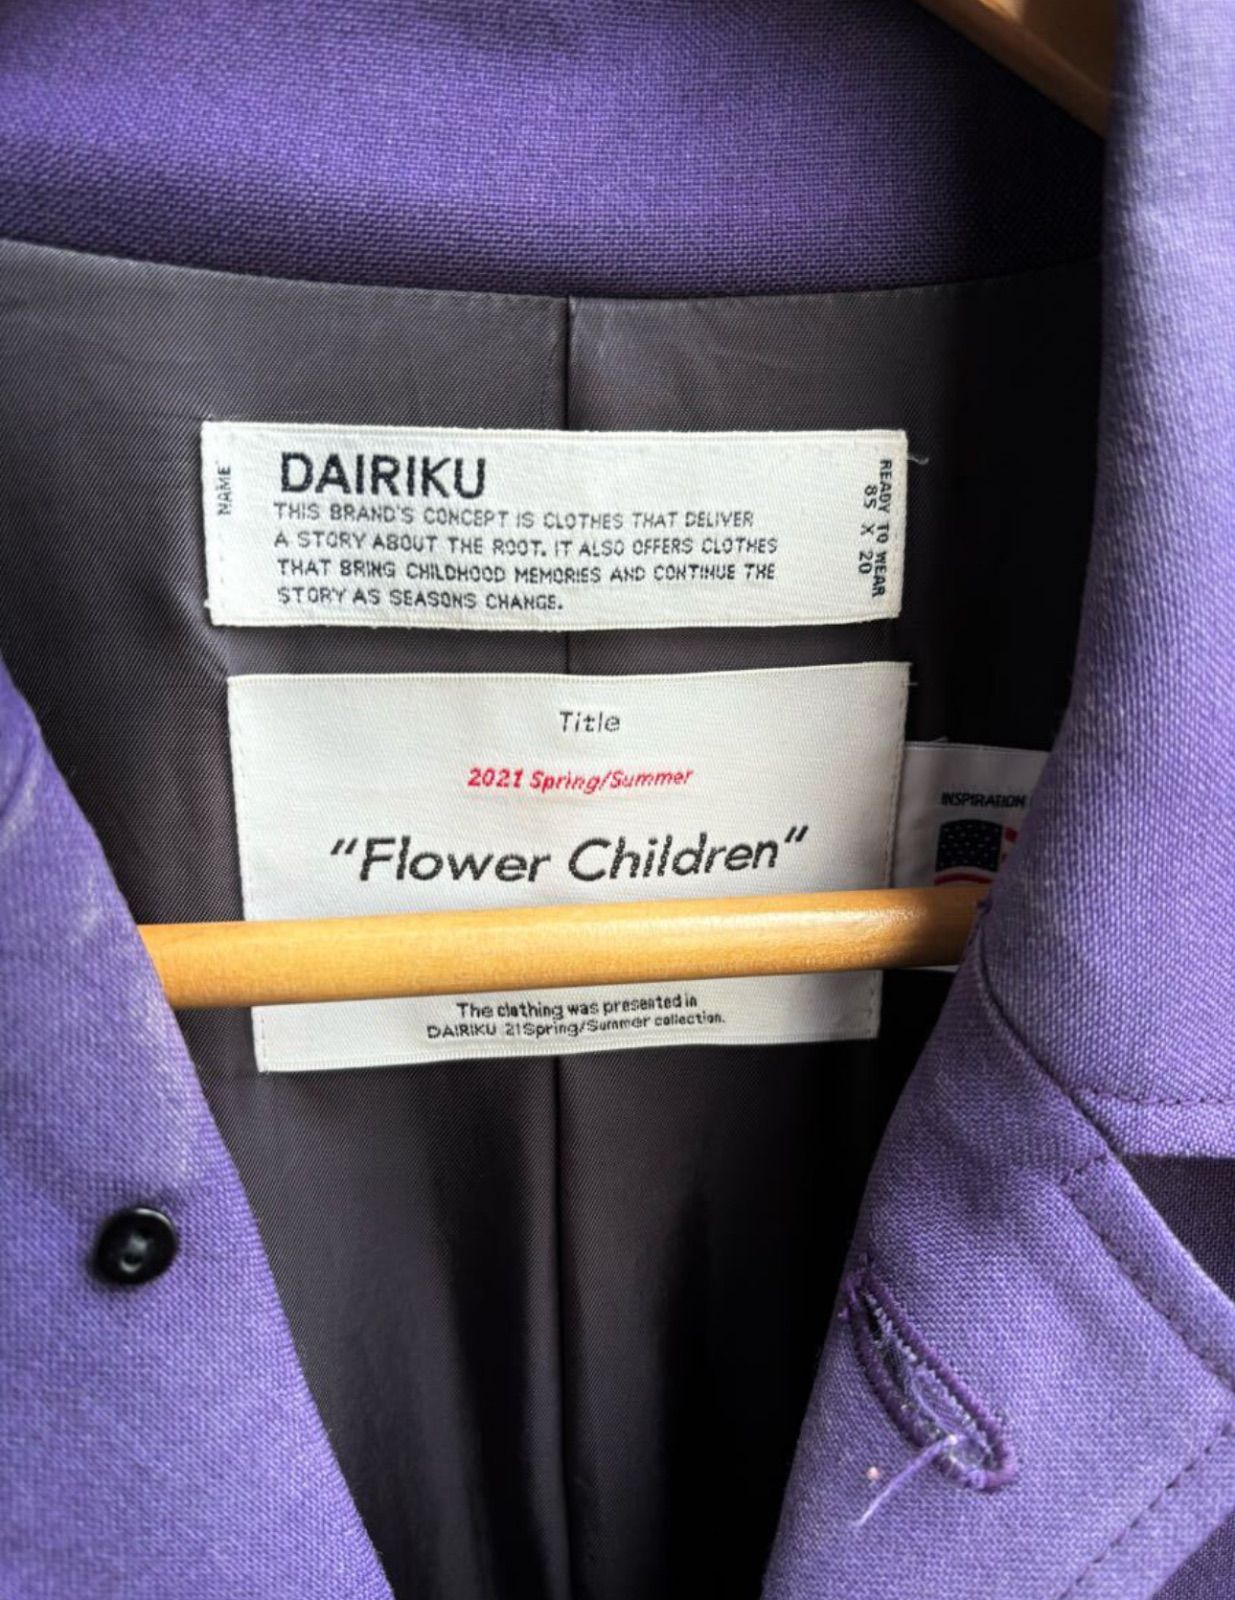 NAME
DAIRIKU
THIS BRAND'S CONCEPT IS CLOTHES THAT DELIVER
A STORY ABOUT THE ROOT. IT ALSO OFFERS CLOTHES
THAT BRING CHILDHOOD MEMORIES AND CONTINUE THE
STORY AS SEASONS CHANGE.
READY TO WEAR
85 X 20
Title
2021 Spring/Summer
"Flower Children"
INSPIRATION
The clothing was presented in
DAIRIKU 21Spring/Summer collection.